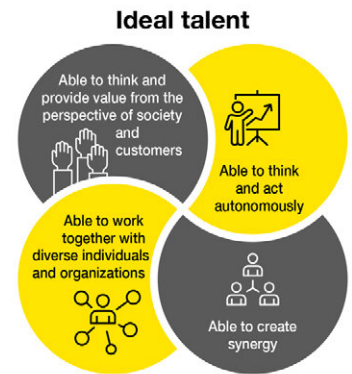 Ideal talent
Able to think and
provide value from the
perspective of society
and
customers
Able to think
and act
autonomously
Able to work
together with
diverse individuals
and organizations
Able to create
synergy